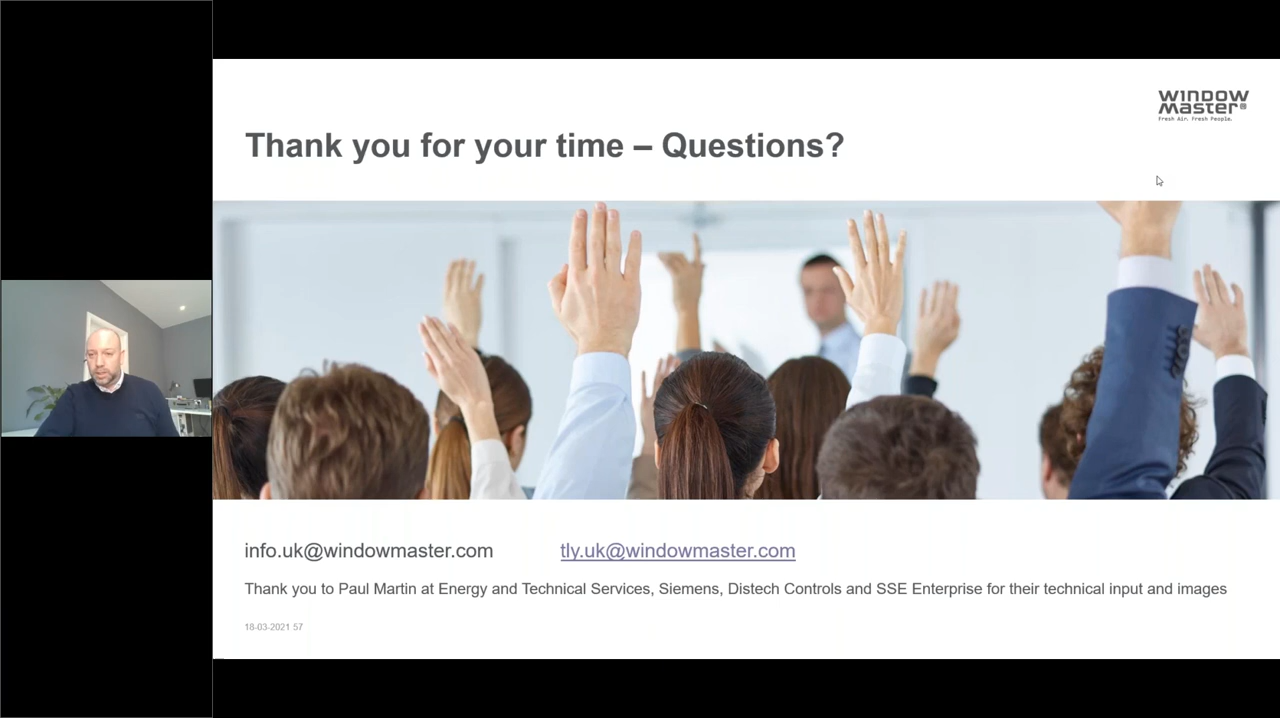 WINDOW
Master®
Fresh Air. Fresh People.
Thank you for your time – Questions?
info.uk@windowmaster.com
tly.uk@windowmaster.com
Thank you to Paul Martin at Energy and Technical Services, Siemens, Distech Controls and SSE Enterprise for their technical input and images
18-03-2021 57